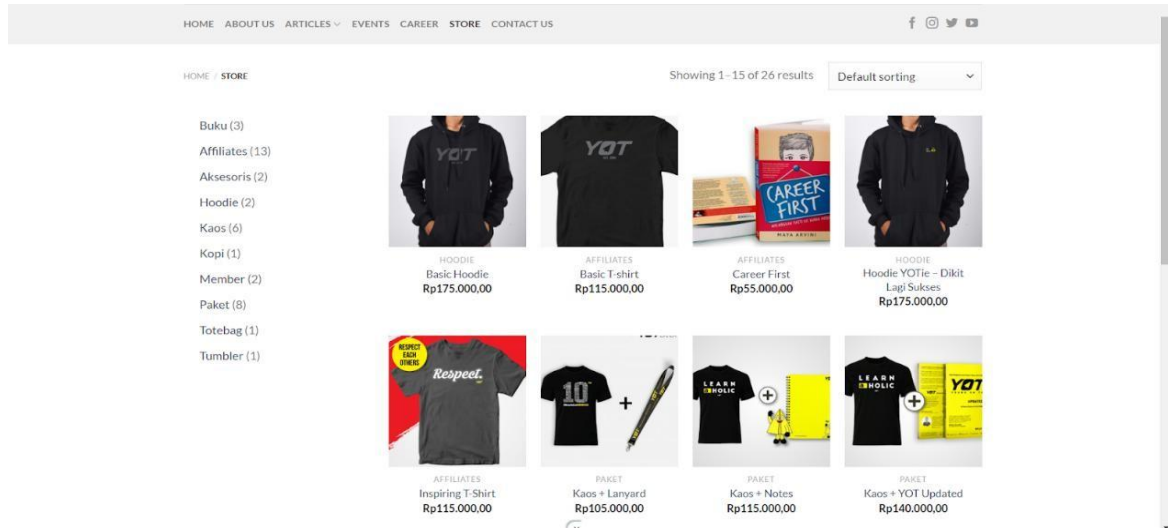 HOME ABOUT US ARTICLES EVENTS CAREER STORE CONTACT US
HOME / STORE
Showing 1–15 of 26 results
Default sorting
Buku (3)
Affiliates (13)
Aksesoris (2)
Hoodie (2)
Kaos (6)
Kopi (1)
Member (2)
Paket (8)
Totebag (1)
Tumbler (1)
YOT
YOT
CAREER
FIRST
MAYA ARVINI
HOODIE
Basic Hoodie
Rp175.000,00
AFFILIATES
Basic T-shirt
Rp115.000,00
AFFILIATES
Career First
Rp55.000,00
HOODIE
Hoodie YOTie – Dikit
Lagi Sukses
Rp175.000,00
RESPECT
EACH
OTHERS
Respect.
10
+
LEARN
A HOLIC
+
LEARN
A HOLIC
+
YOT
AFFILIATES
Inspiring T-Shirt
Rp115.000,00
PAKET
Kaos + Lanyard
Rp105.000,00
PAKET
Kaos + Notes
Rp115.000,00
PAKET
Kaos + YOT Updated
Rp140.000,00